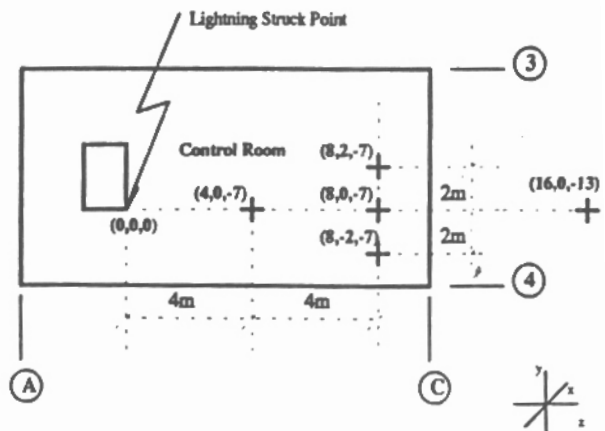 Lightning Struck Point
3
Control Room
(8,2,-7)
(4,0,-7)
(8,0,-7)
2m
(16,0,-13)
(0,0,0)
(8,-2,-7)
2m
4
4m
4m
A
C
y
x
z